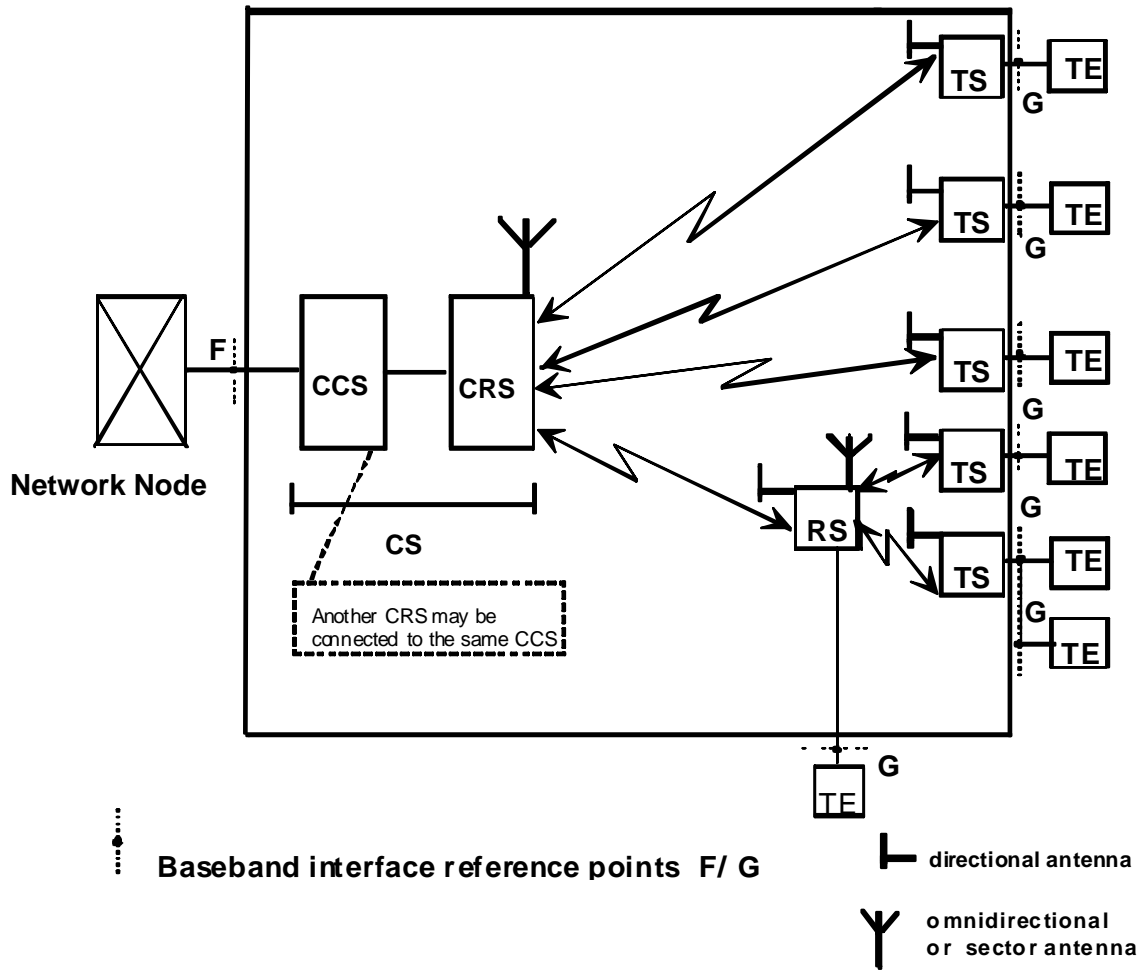 TS
TE
G
TS
TE
G
F
CCS
CRS
TS
TE
G
Network Node
TS
TE
G
RS
CS
TS
TE
G
Another CRS may be
connected to the same CCS
TE
G
TE
Baseband interface reference points F/ G
directional antenna
omnidirectional
or sector antenna